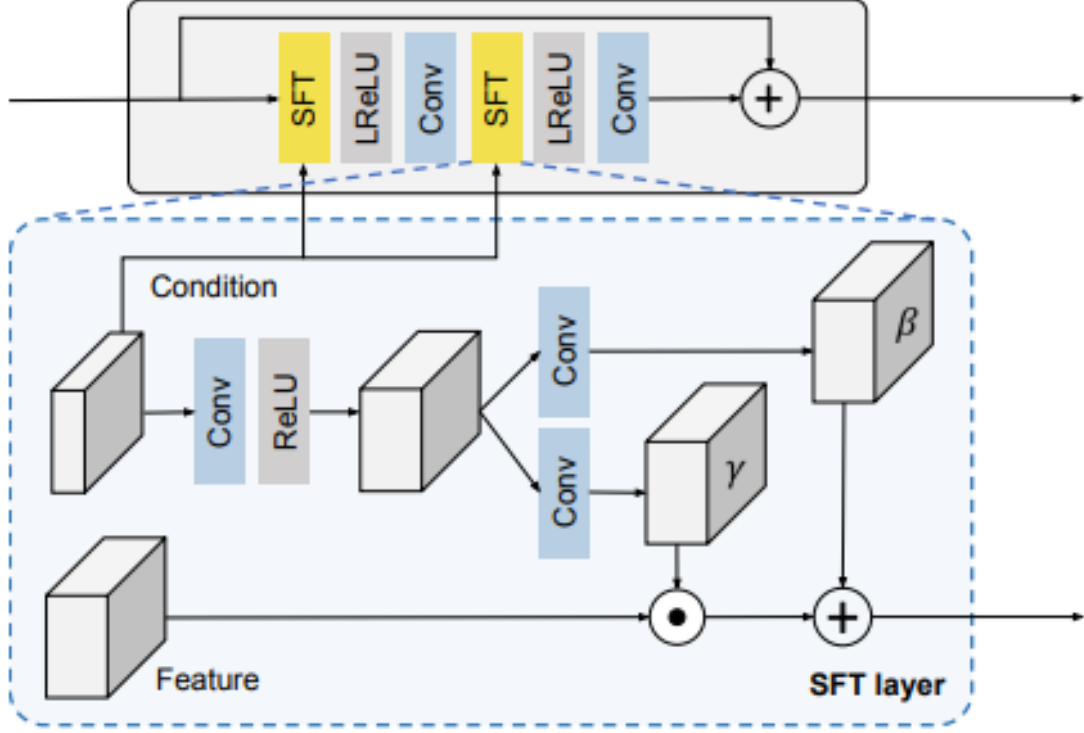 SFT
LReLU
Conv
SFT
LReLU
Conv
+
Condition
Conv
ReLU
Conv
β
Conv
γ
Feature
+
SFT layer